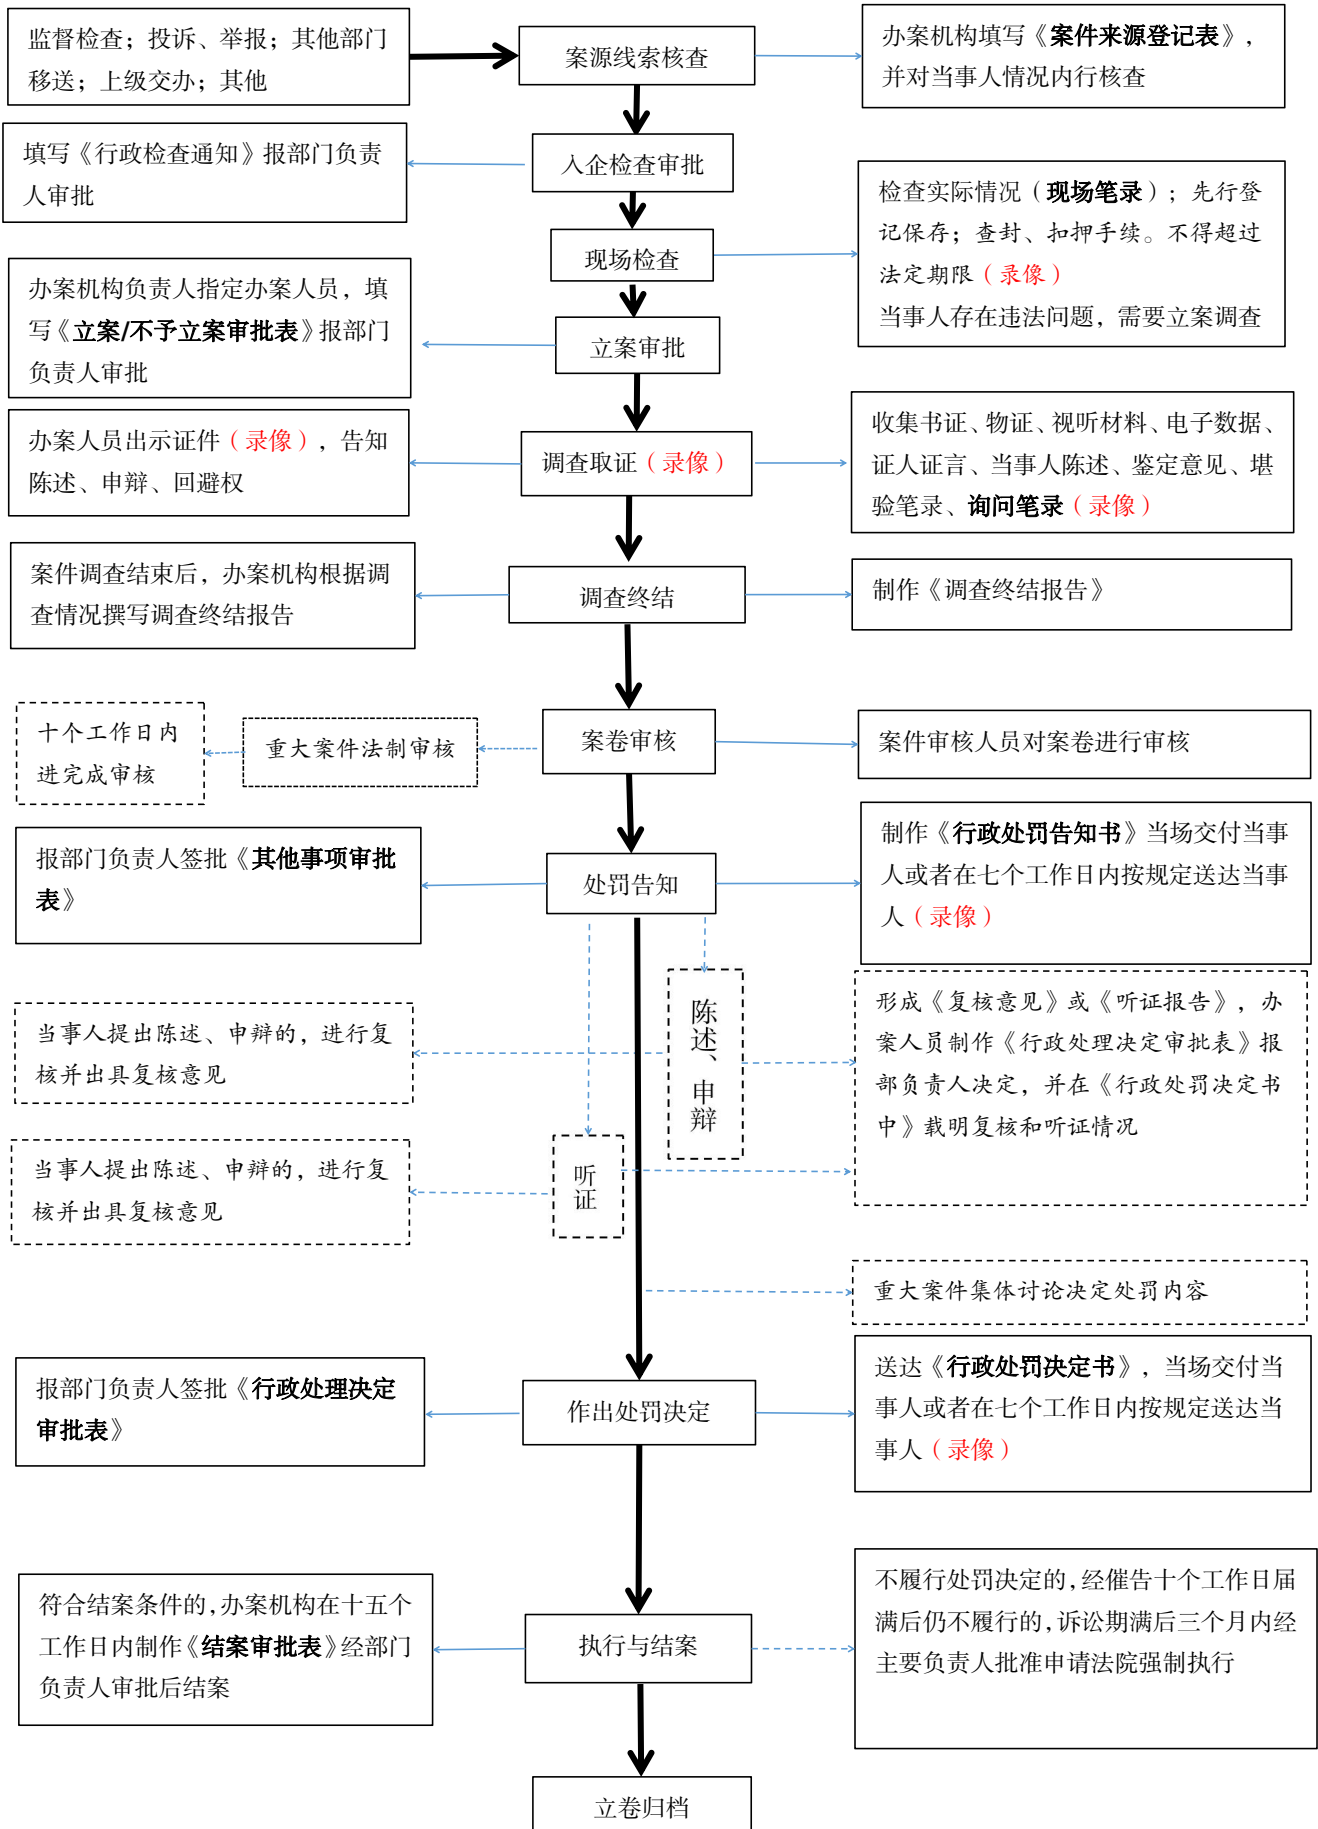 监督检查；投诉、举报；其他部门
移送；上级交办；其他
案源线索核查
办案机构填写《案件来源登记表》，
并对当事人情况内行核查
填写《行政检查通知》报部门负责
人审批
入企检查审批
检查实际情况（现场笔录）；先行登
记保存；查封、扣押手续。不得超过
法定期限（录像）
当事人存在违法问题，需要立案调查
现场检查
办案机构负责人指定办案人员，填
写《立案/不予立案审批表》报部门
负责人审批
立案审批
办案人员出示证件（录像），告知
陈述、申辩、回避权
调查取证（录像）
收集书证、物证、视听材料、电子数据、
证人证言、当事人陈述、鉴定意见、堪
验笔录、询问笔录（录像）
案件调查结束后，办案机构根据调
查情况撰写调查终结报告
调查终结
制作《调查终结报告》
十个工作日内
进完成审核
重大案件法制审核
案卷审核
案件审核人员对案卷进行审核
报部门负责人签批《其他事项审批
表》
处罚告知
制作《行政处罚告知书》当场交付当事
人或者在七个工作日内按规定送达当事
人（录像）
当事人提出陈述、申辩的，进行复
核并出具复核意见
陈述、申辩
形成《复核意见》或《听证报告》，办
案人员制作《行政处理决定审批表》报
部负责人决定，并在《行政处罚决定书
中》载明复核和听证情况
当事人提出陈述、申辩的，进行复
核并出具复核意见
听证
重大案件集体讨论决定处罚内容
报部门负责人签批《行政处理决定
审批表》
作出处罚决定
送达《行政处罚决定书》，当场交付当
事人或者在七个工作日内按规定送达当
事人（录像）
符合结案条件的，办案机构在十五个
工作日内制作《结案审批表》经部门
负责人审批后结案
执行与结案
不履行处罚决定的，经催告十个工作日届
满后仍不履行的，诉讼期满后三个月内经
主要负责人批准申请法院强制执行
立卷归档